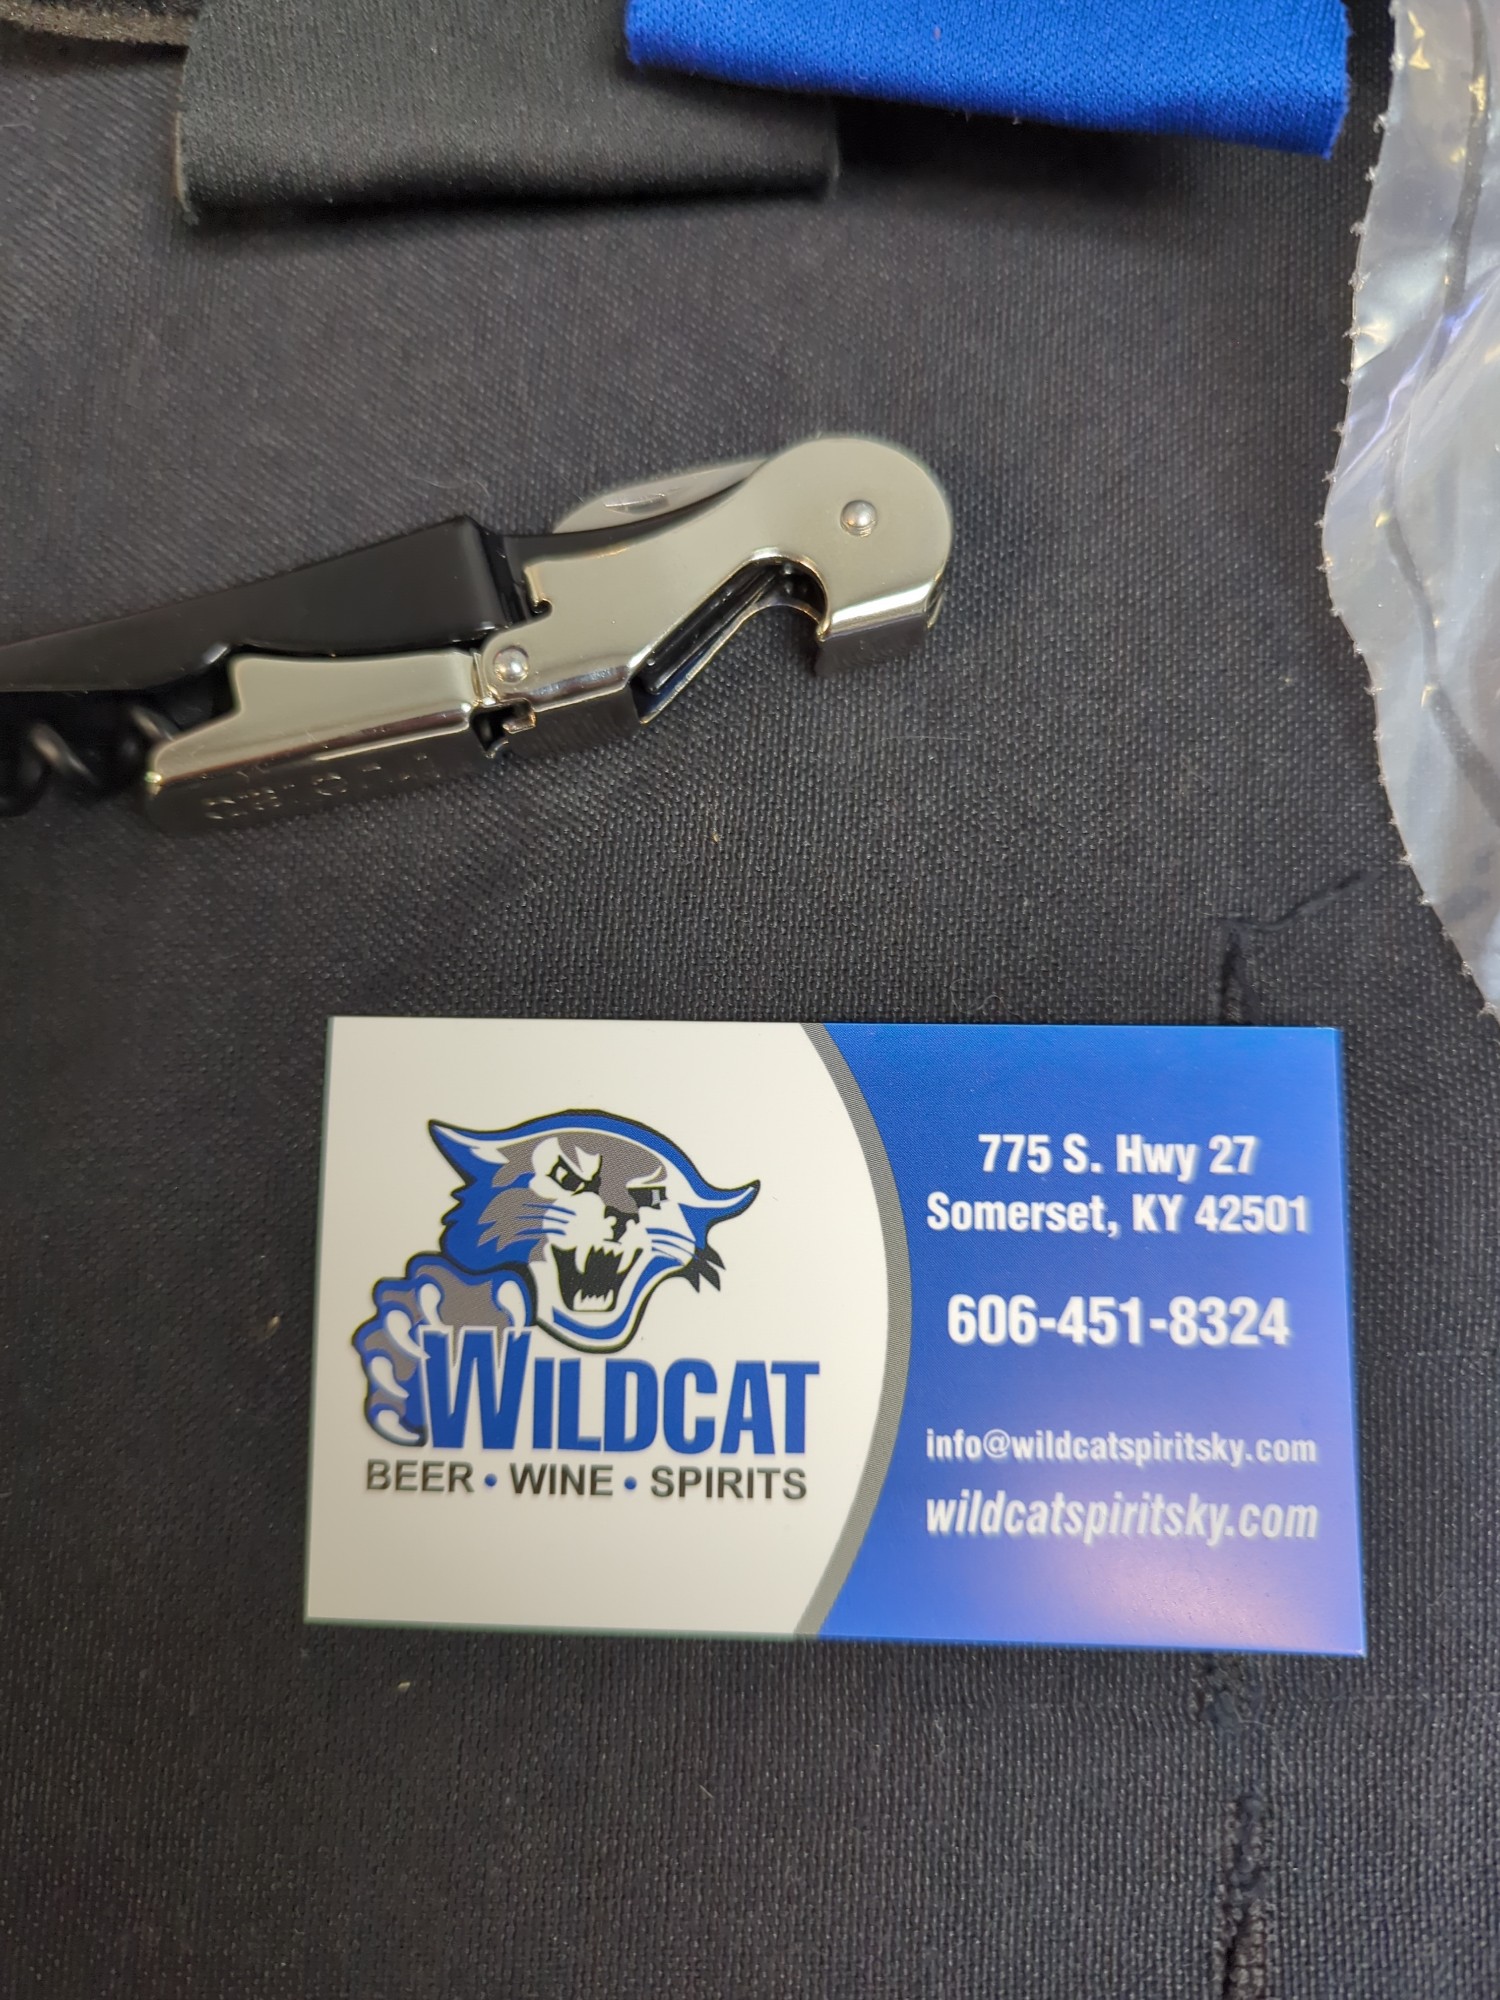 WILDCAT
BEER • WINE • SPIRITS
775 S. Hwy 27
Somerset, KY 42501
606-451-8324
info@wildcatspiritsky.com
wildcatspiritsky.com